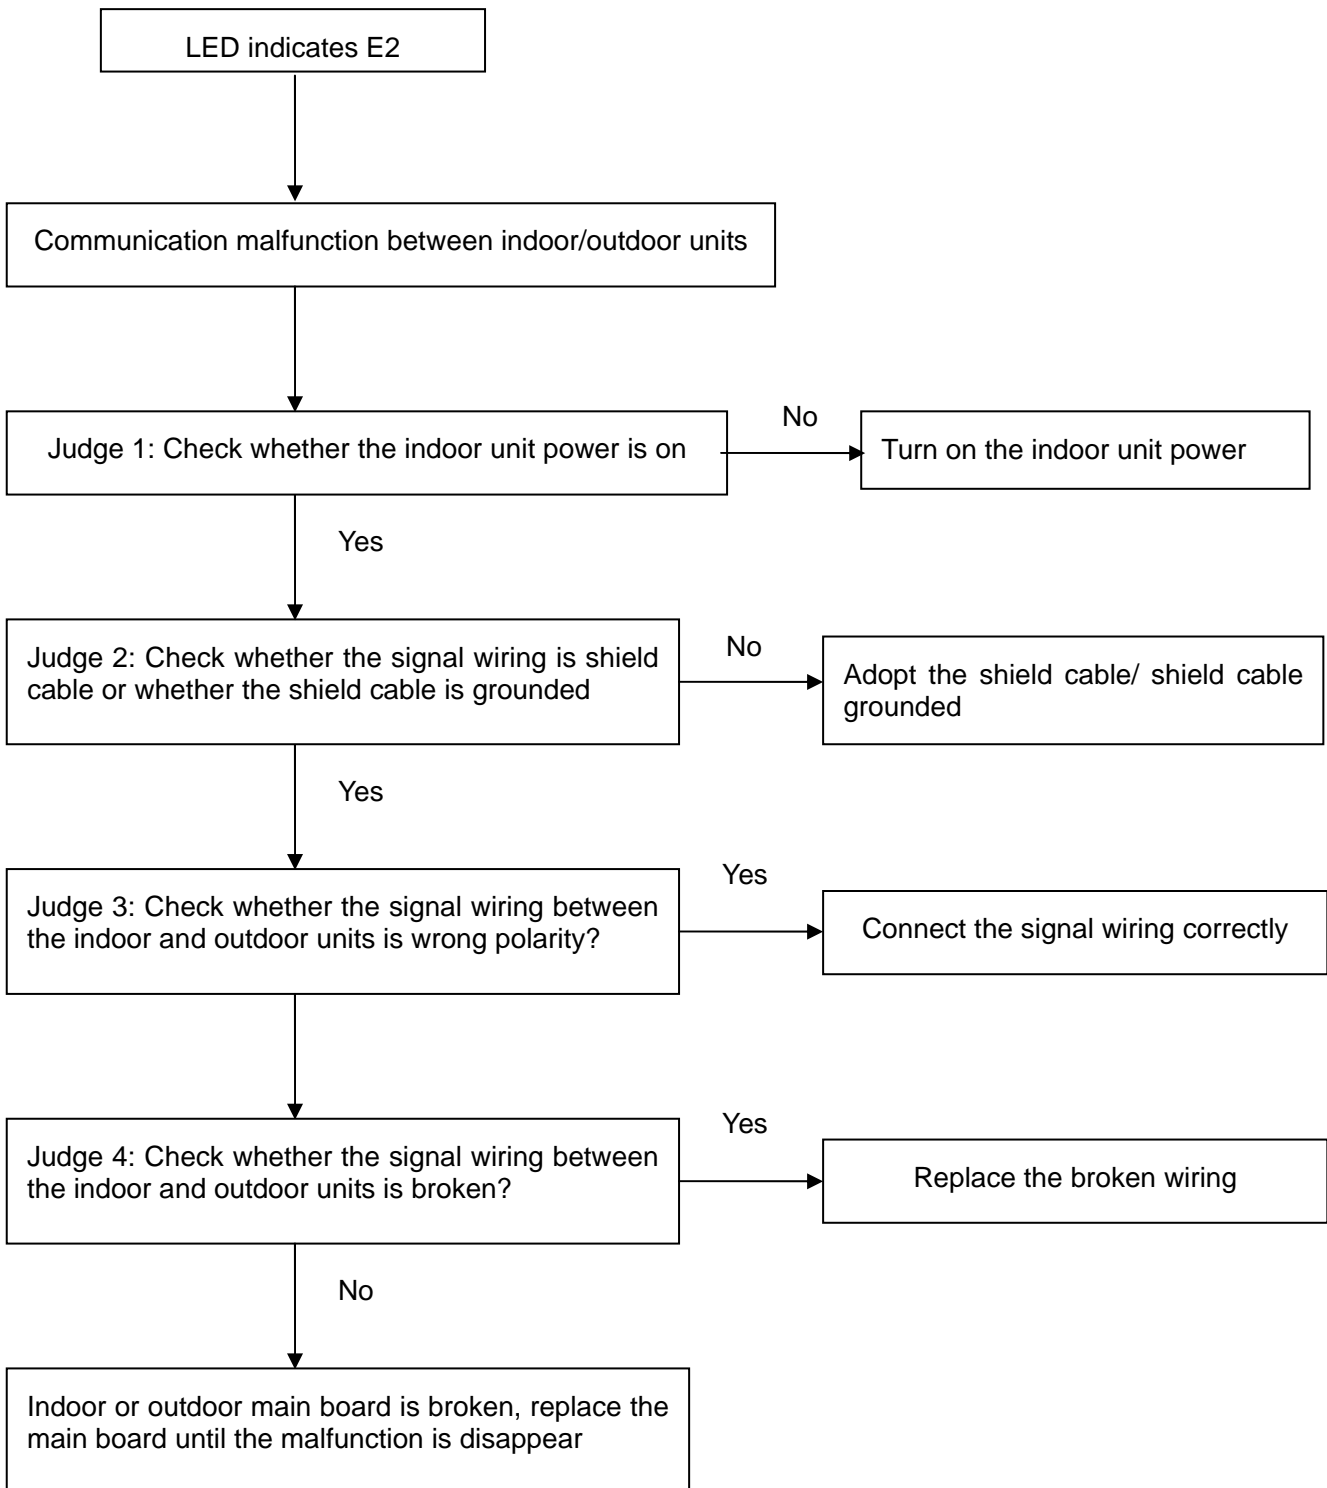 LED indicates E2
Communication malfunction between indoor/outdoor units
Judge 1: Check whether the indoor unit power is on
No
Turn on the indoor unit power
Yes
Judge 2: Check whether the signal wiring is shield
cable or whether the shield cable is grounded
No
Adopt the shield cable/ shield cable
grounded
Yes
Judge 3: Check whether the signal wiring between
the indoor and outdoor units is wrong polarity?
Yes
Connect the signal wiring correctly
Judge 4: Check whether the signal wiring between
the indoor and outdoor units is broken?
Yes
Replace the broken wiring
No
Indoor or outdoor main board is broken, replace the
main board until the malfunction is disappear